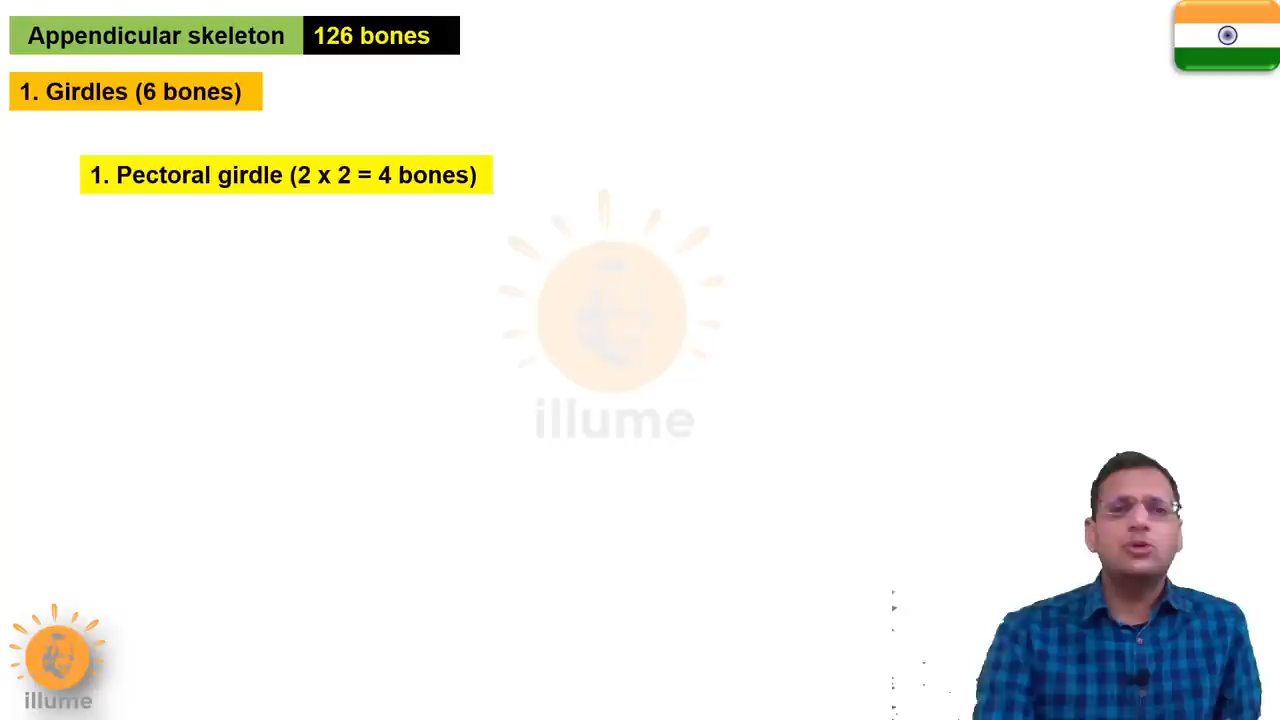 Appendicular skeleton 126 bones
1. Girdles (6 bones)
1. Pectoral girdle (2 x 2 = 4 bones)
illume
illume